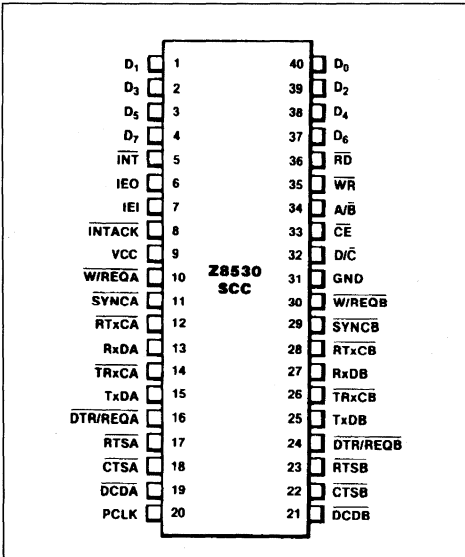 D1 1 40 D0
D3 2 39 D2
D5 3 38 D4
D7 4 37 D6
INT 5 36 RD
IEO 6 35 WR
IEI 7 34 A/B
INTACK 8 33 CE
VCC 9 32 D/C
W/REQA 10 31 GND
Z8530
SCC
SYNCA 11 30 W/REQB
RTxCA 12 29 SYNCB
RxDA 13 28 RTxCB
TRxCA 14 27 RxDB
TxDA 15 26 TRxCB
DTR/REQA 16 25 TxDB
RTSA 17 24 DTR/REQB
CTSA 18 23 RTSB
DCDA 19 22 CTSB
PCLK 20 21 DCDB